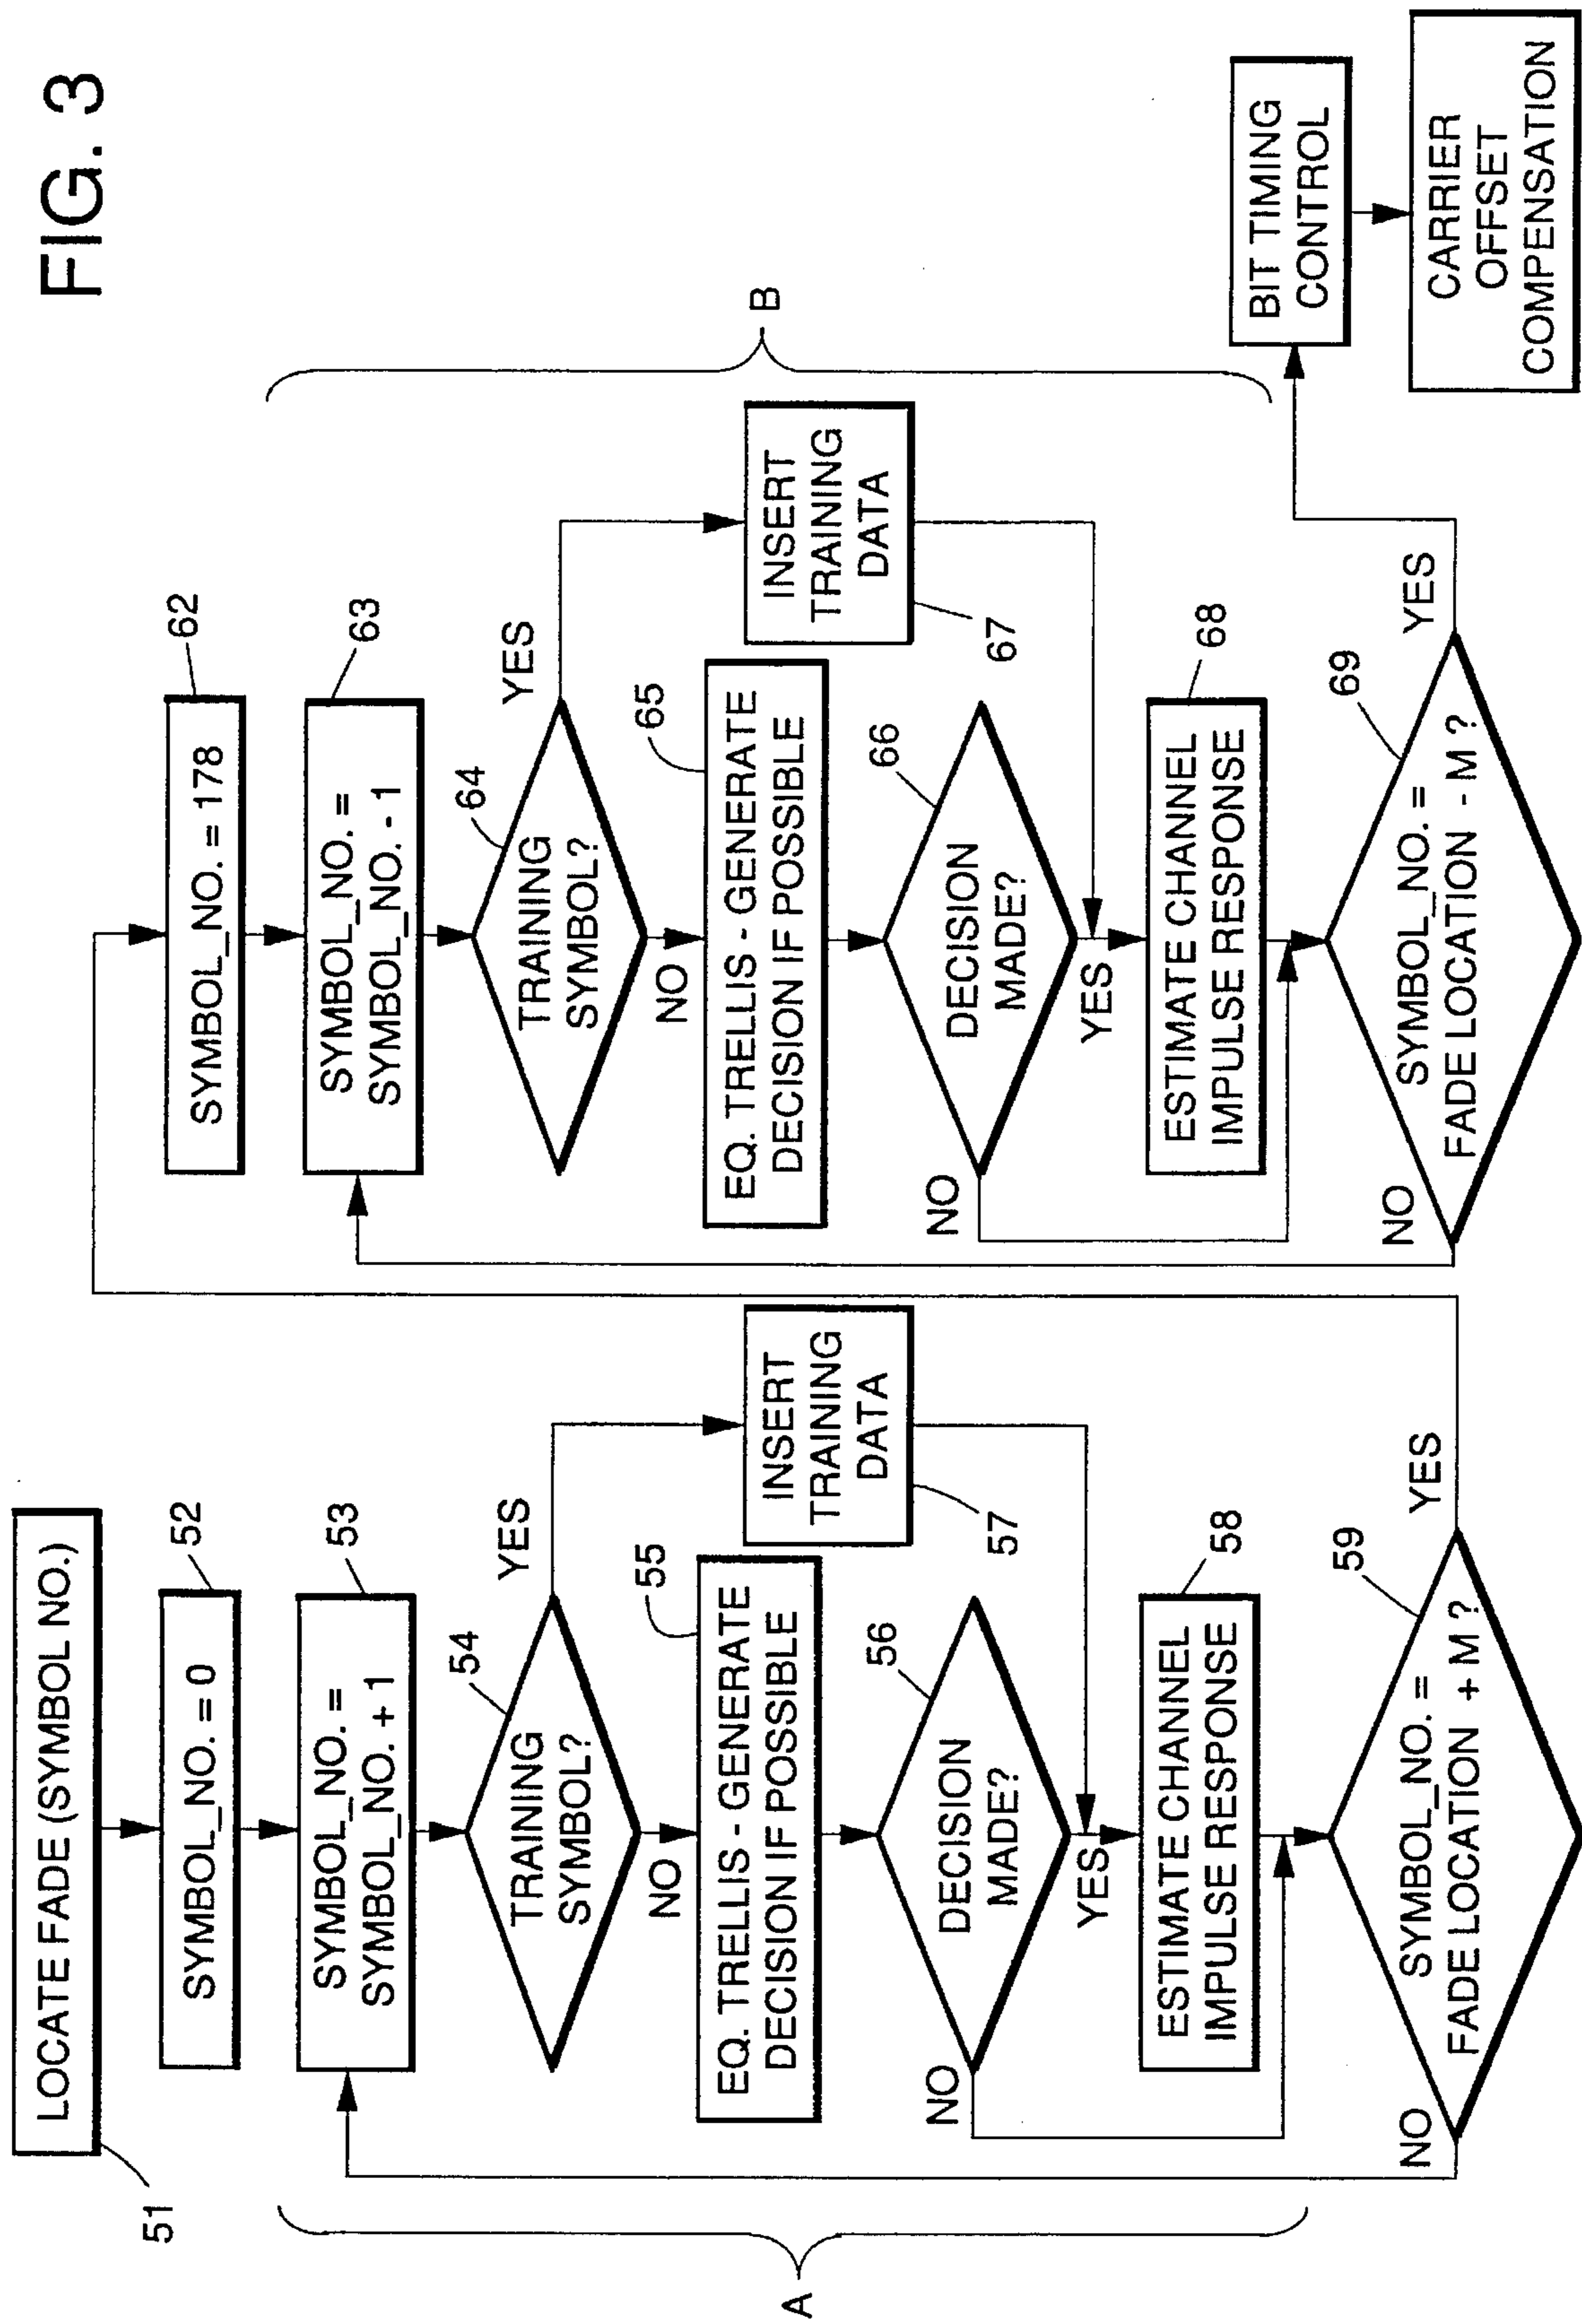 FIG. 3
LOCATE FADE (SYMBOL NO.)
51
SYMBOL_NO. = 0
52
SYMBOL_NO. =
SYMBOL_NO. + 1
53
TRAINING
SYMBOL?
54
YES
NO
EQ. TRELLIS - GENERATE
DECISION IF POSSIBLE
55
INSERT
TRAINING
DATA
57
DECISION
MADE?
56
NO
YES
ESTIMATE CHANNEL
IMPULSE RESPONSE
58
SYMBOL_NO. =
FADE LOCATION + M ?
59
NO
YES
A
SYMBOL_NO. = 178
62
SYMBOL_NO. =
SYMBOL_NO. - 1
63
TRAINING
SYMBOL?
64
YES
NO
EQ. TRELLIS - GENERATE
DECISION IF POSSIBLE
65
INSERT
TRAINING
DATA
67
DECISION
MADE?
66
NO
YES
ESTIMATE CHANNEL
IMPULSE RESPONSE
68
SYMBOL_NO. =
FADE LOCATION - M ?
69
NO
YES
B
BIT TIMING
CONTROL
CARRIER
OFFSET
COMPENSATION